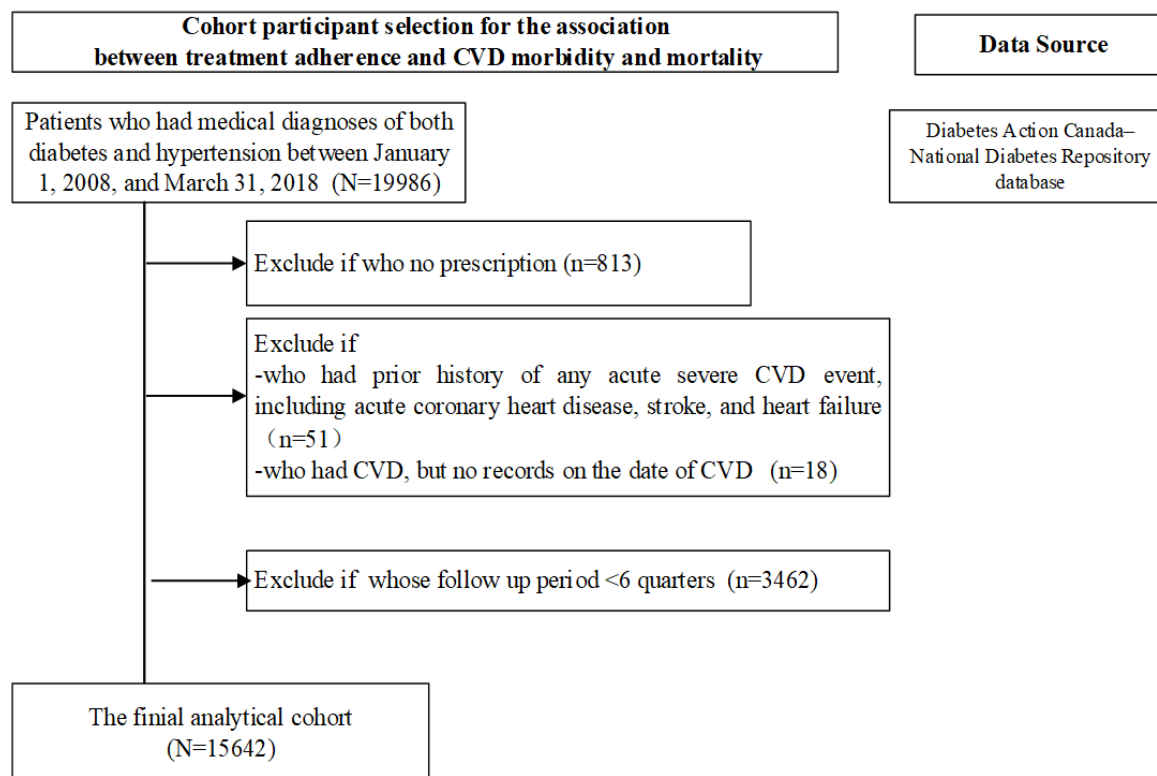 Cohort participant selection for the association
between treatment adherence and CVD morbidity and mortality
Data Source
Patients who had medical diagnoses of both
diabetes and hypertension between January
1, 2008, and March 31, 2018 (N=19986)
Diabetes Action Canada–
National Diabetes Repository
database
Exclude if who no prescription (n=813)
Exclude if
-who had prior history of any acute severe CVD event,
including acute coronary heart disease, stroke, and heart failure
（n=51）
-who had CVD, but no records on the date of CVD (n=18)
Exclude if whose follow up period <6 quarters (n=3462)
The finial analytical cohort
(N=15642)